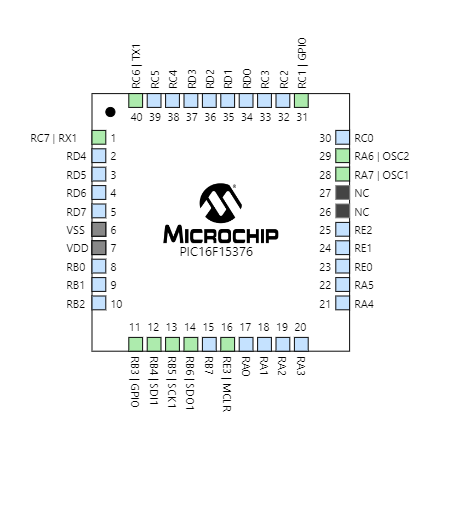 RC6 | TX1
RC5
RC4
RD3
RD2
RD1
RD0
RC3
RC2
RC1 | GPIO
40 39 38 37 36 35 34 33 32 31
RC7 | RX1 1
RD4 2
RD5 3
RD6 4
RD7 5
VSS 6
VDD 7
RB0 8
RB1 9
RB2 10
30 RC0
29 RA6 | OSC2
28 RA7 | OSC1
27 NC
26 NC
25 RE2
24 RE1
23 RE0
22 RA5
21 RA4
MICROCHIP
PIC16F15376
11 12 13 14 15 16 17 18 19 20
RB3 | GPIO
RB4 | SDI1
RB5 | SCK1
RB6 | SDO1
RB7
RE3 | MCLR
RA0
RA1
RA2
RA3